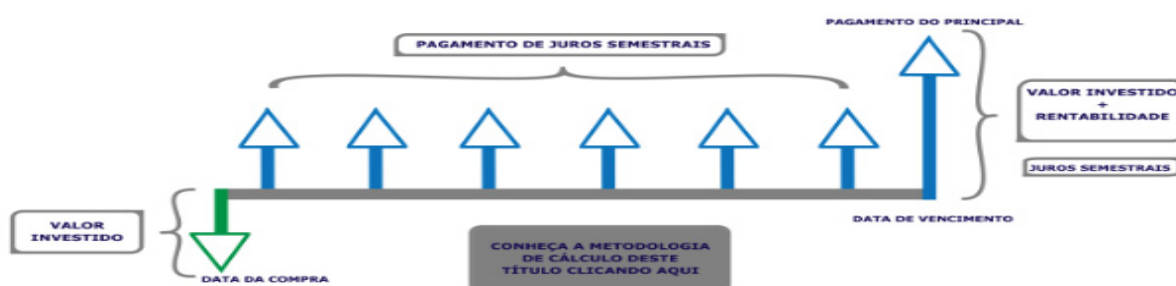 PAGAMENTO DO PRINCIPAL
PAGAMENTO DE JUROS SEMESTRAIS
VALOR INVESTIDO
+
RENTABILIDADE
JUROS SEMESTRAIS
VALOR
INVESTIDO
DATA DE VENCIMENTO
CONHEÇA A METODOLOGIA
DE CÁLCULO DESTE
TÍTULO CLICANDO AQUI
DATA DA COMPRA